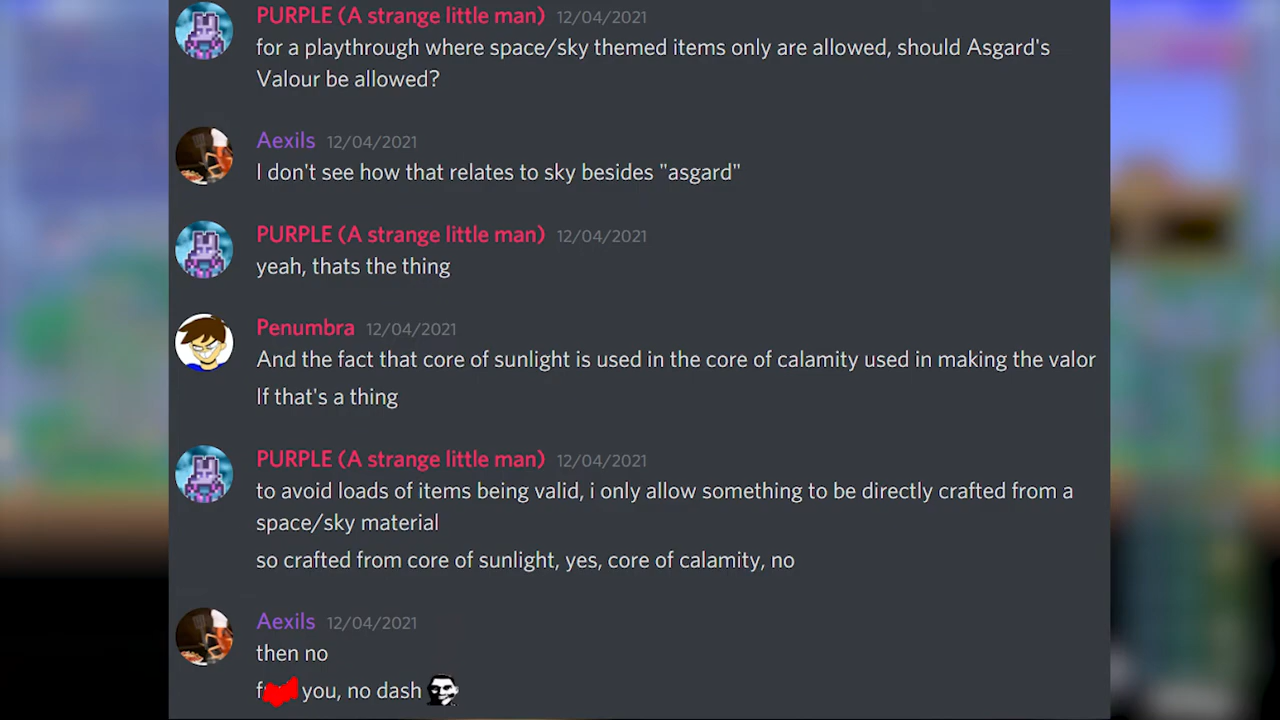 PURPLE (A strange little man) 12/04/2021
for a playthrough where space/sky themed items only are allowed, should Asgard's
Valour be allowed?
Aexils 12/04/2021
I don't see how that relates to sky besides "asgard"
PURPLE (A strange little man) 12/04/2021
yeah, thats the thing
Penumbra 12/04/2021
And the fact that core of sunlight is used in the core of calamity used in making the valor
If that's a thing
PURPLE (A strange little man) 12/04/2021
to avoid loads of items being valid, i only allow something to be directly crafted from a
space/sky material
so crafted from core of sunlight, yes, core of calamity, no
Aexils 12/04/2021
then no
you, no dash